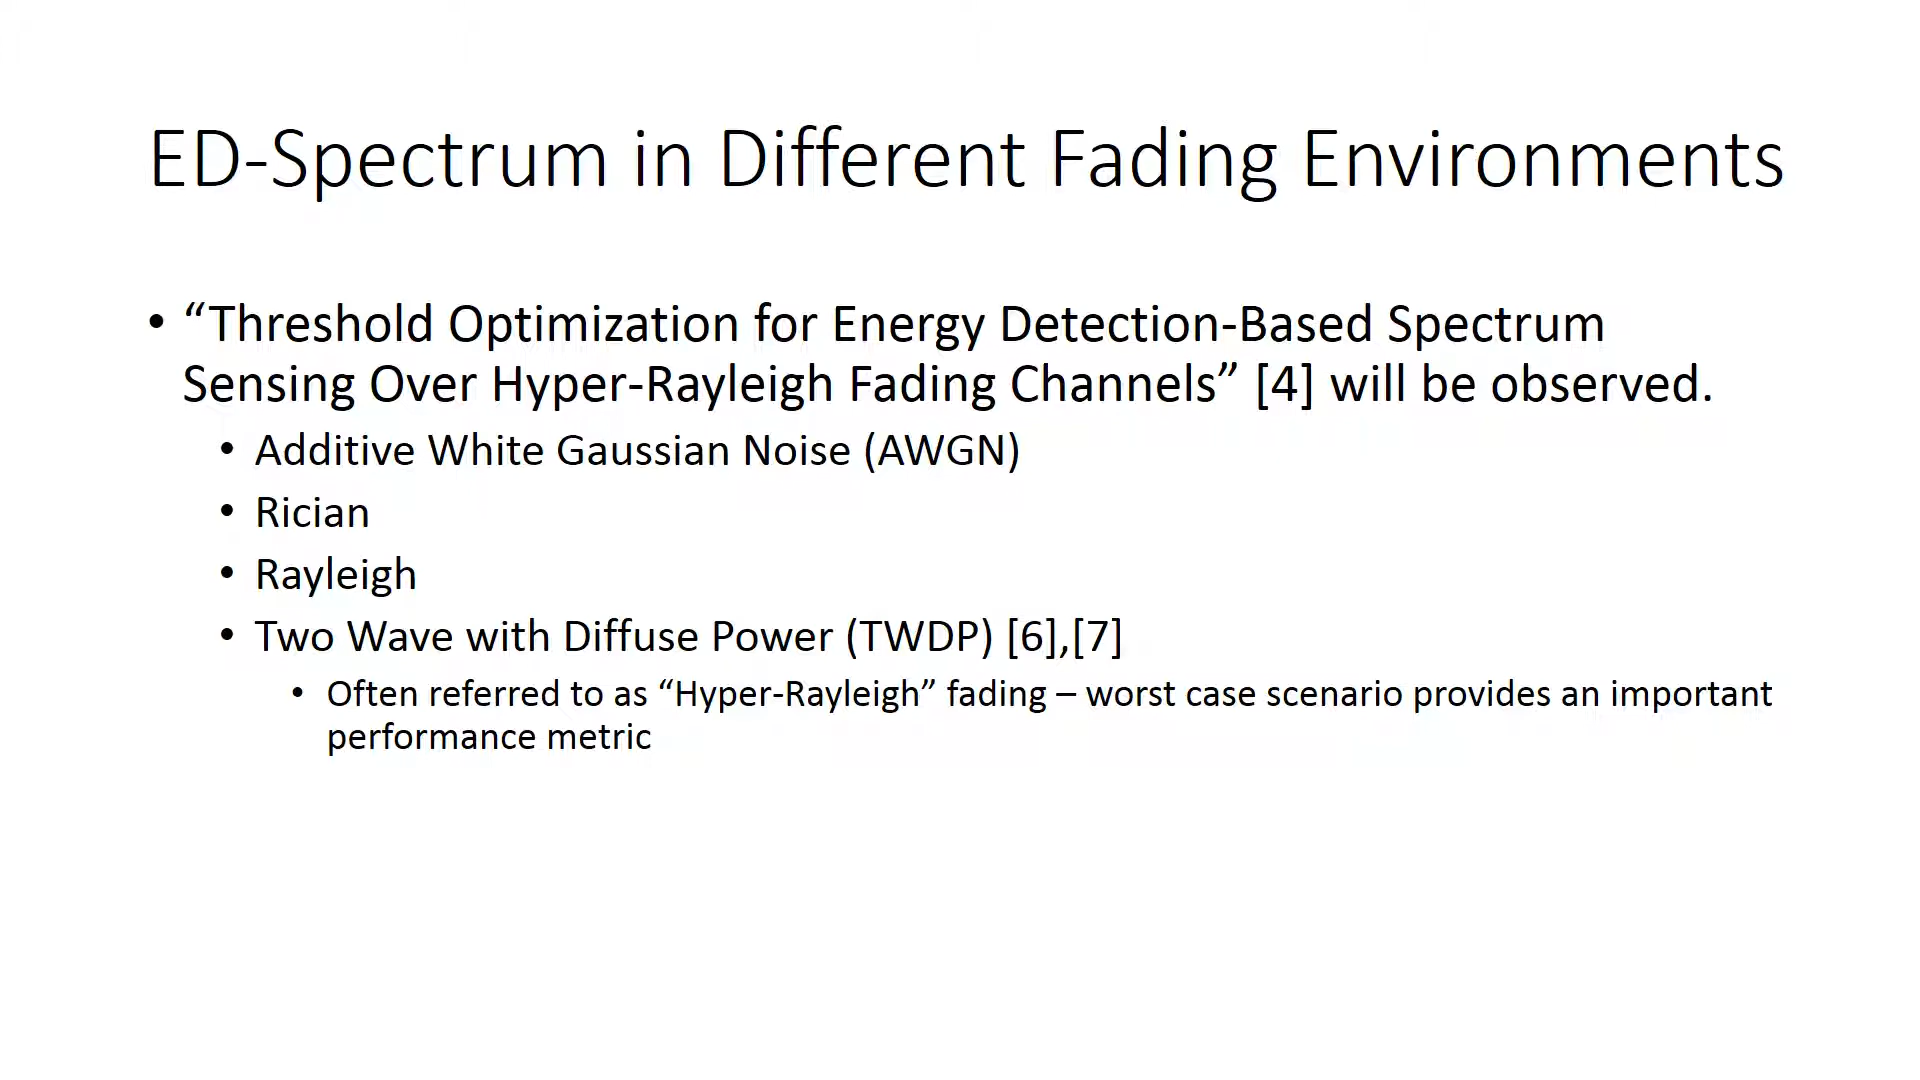 ED-Spectrum in Different Fading Environments
• “Threshold Optimization for Energy Detection-Based Spectrum
Sensing Over Hyper-Rayleigh Fading Channels” [4] will be observed.
• Additive White Gaussian Noise (AWGN)
• Rician
• Rayleigh
• Two Wave with Diffuse Power (TWDP) [6],[7]
• Often referred to as “Hyper-Rayleigh” fading – worst case scenario provides an important
performance metric